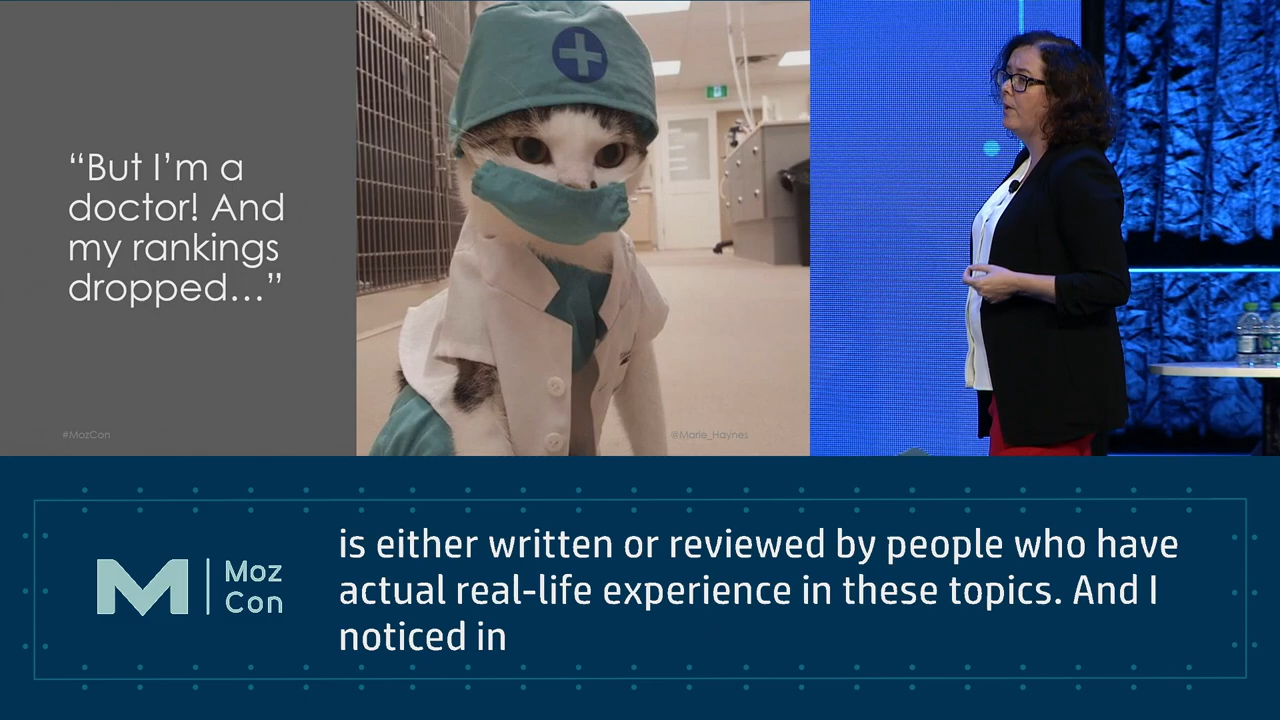 “But I’m a
doctor! And
my rankings
dropped…”
#MozCon
@Marie_Haynes
Moz
Con
is either written or reviewed by people who have
actual real-life experience in these topics. And I
noticed in